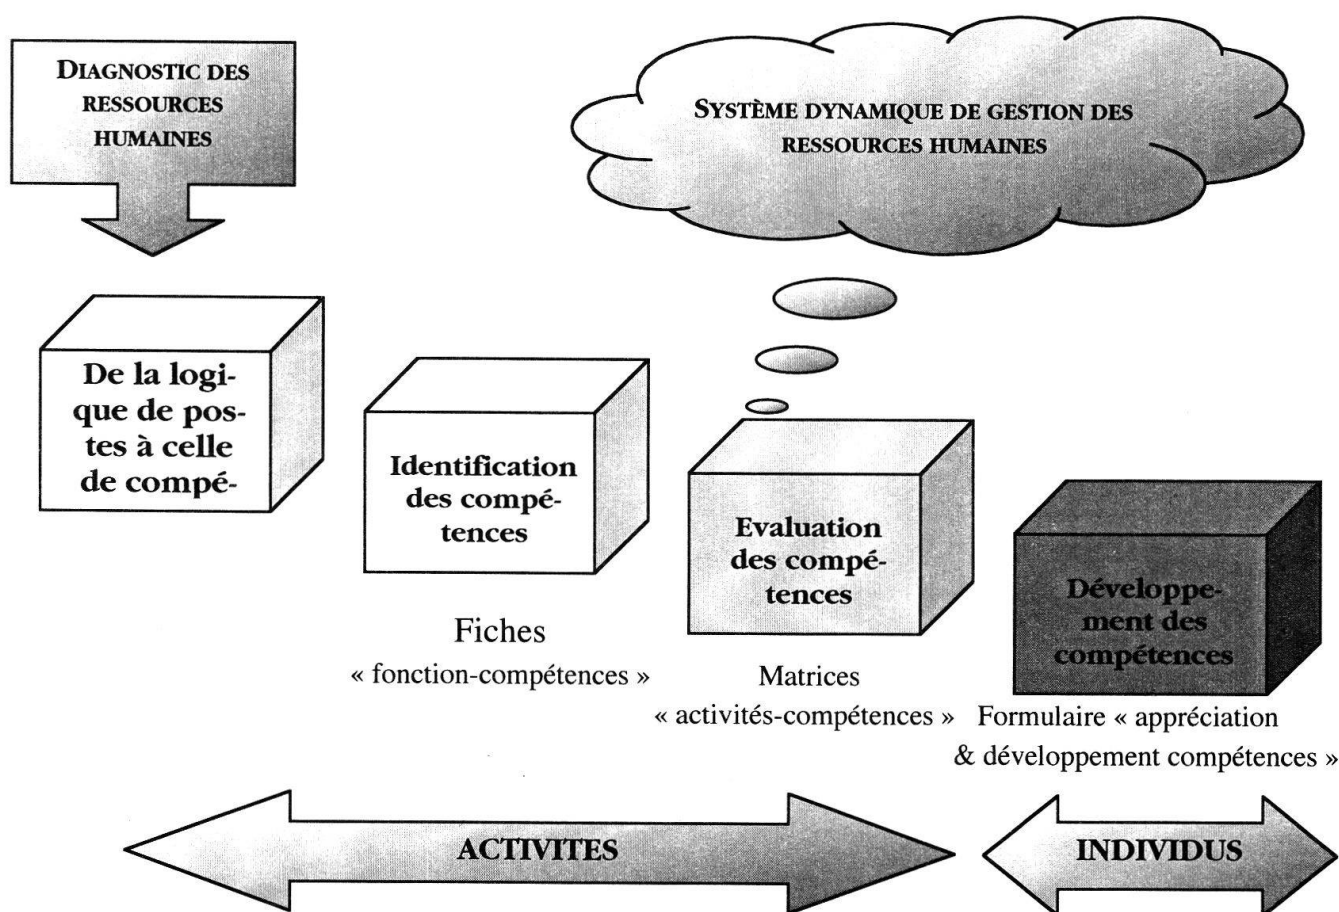 DIAGNOSTIC DES
RESSOURCES
HUMAINES
SYSTÈME DYNAMIQUE DE GESTION DES
RESSOURCES HUMAINES
De la logi-
que de pos-
tes à celle
de compé-
Identification
des compé-
tences
Fiches
« fonction-compétences »
Evaluation
des compé-
tences
Matrices
« activités-compétences »
Développe-
ment des
compétences
Formulaire « appréciation
& développement compétences »
ACTIVITES
INDIVIDUS